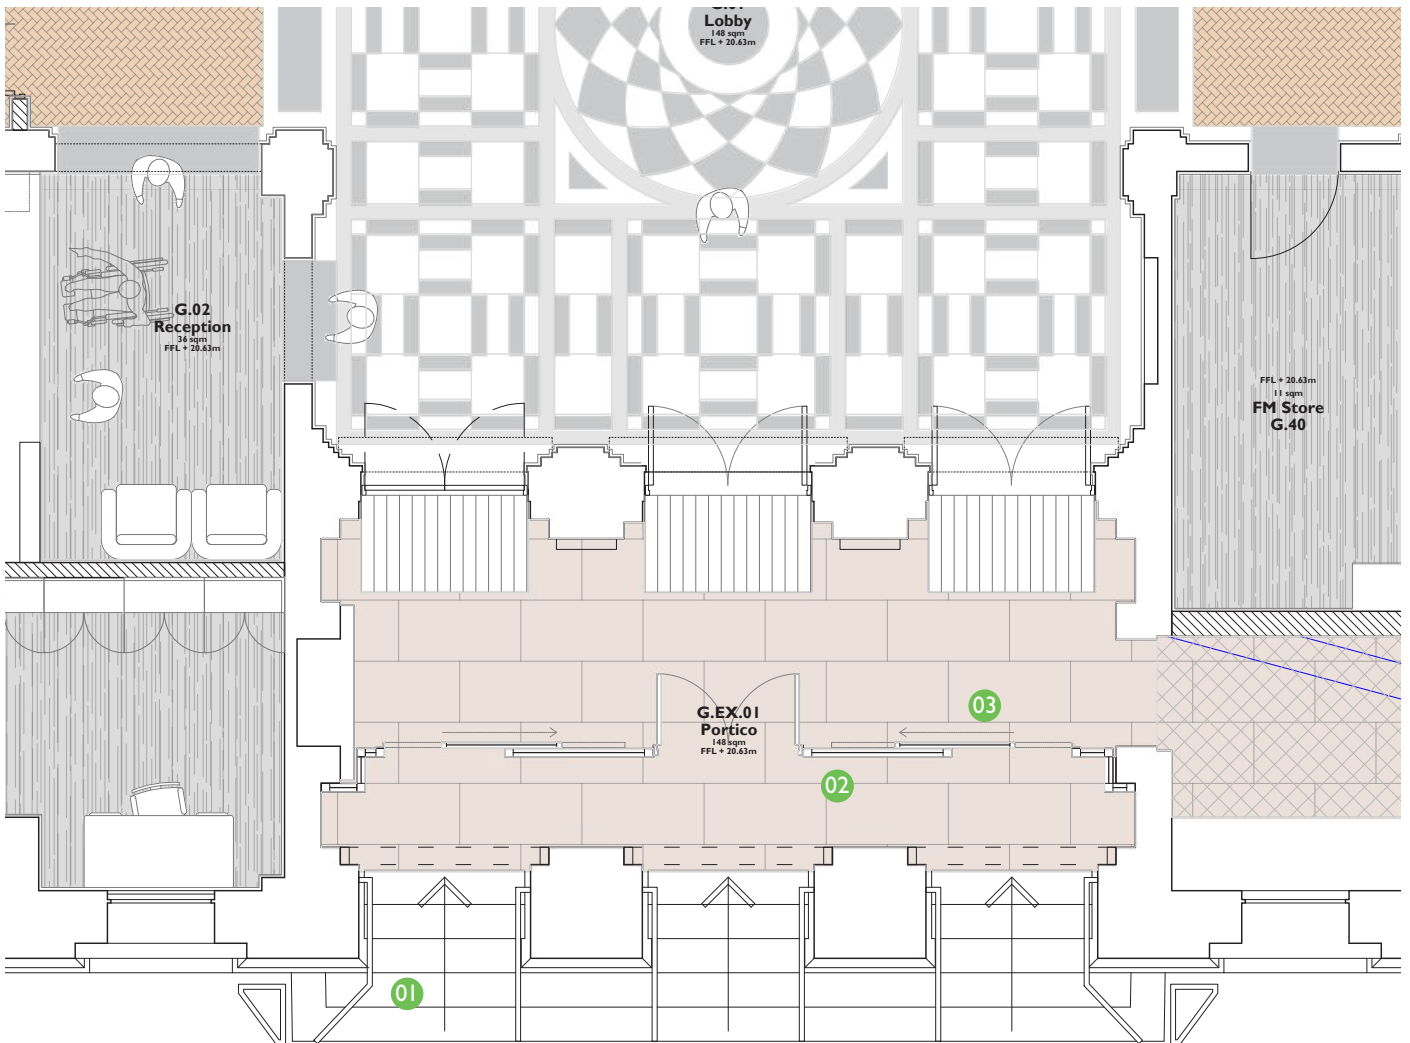 Lobby
148 sqm
FFL + 20.63m
G.02
Reception
36 sqm
FFL + 20.63m
FFL + 20.63m
11 sqm
FM Store
G.40
03
G.EX.01
Portico
148 sqm
FFL + 20.63m
02
01